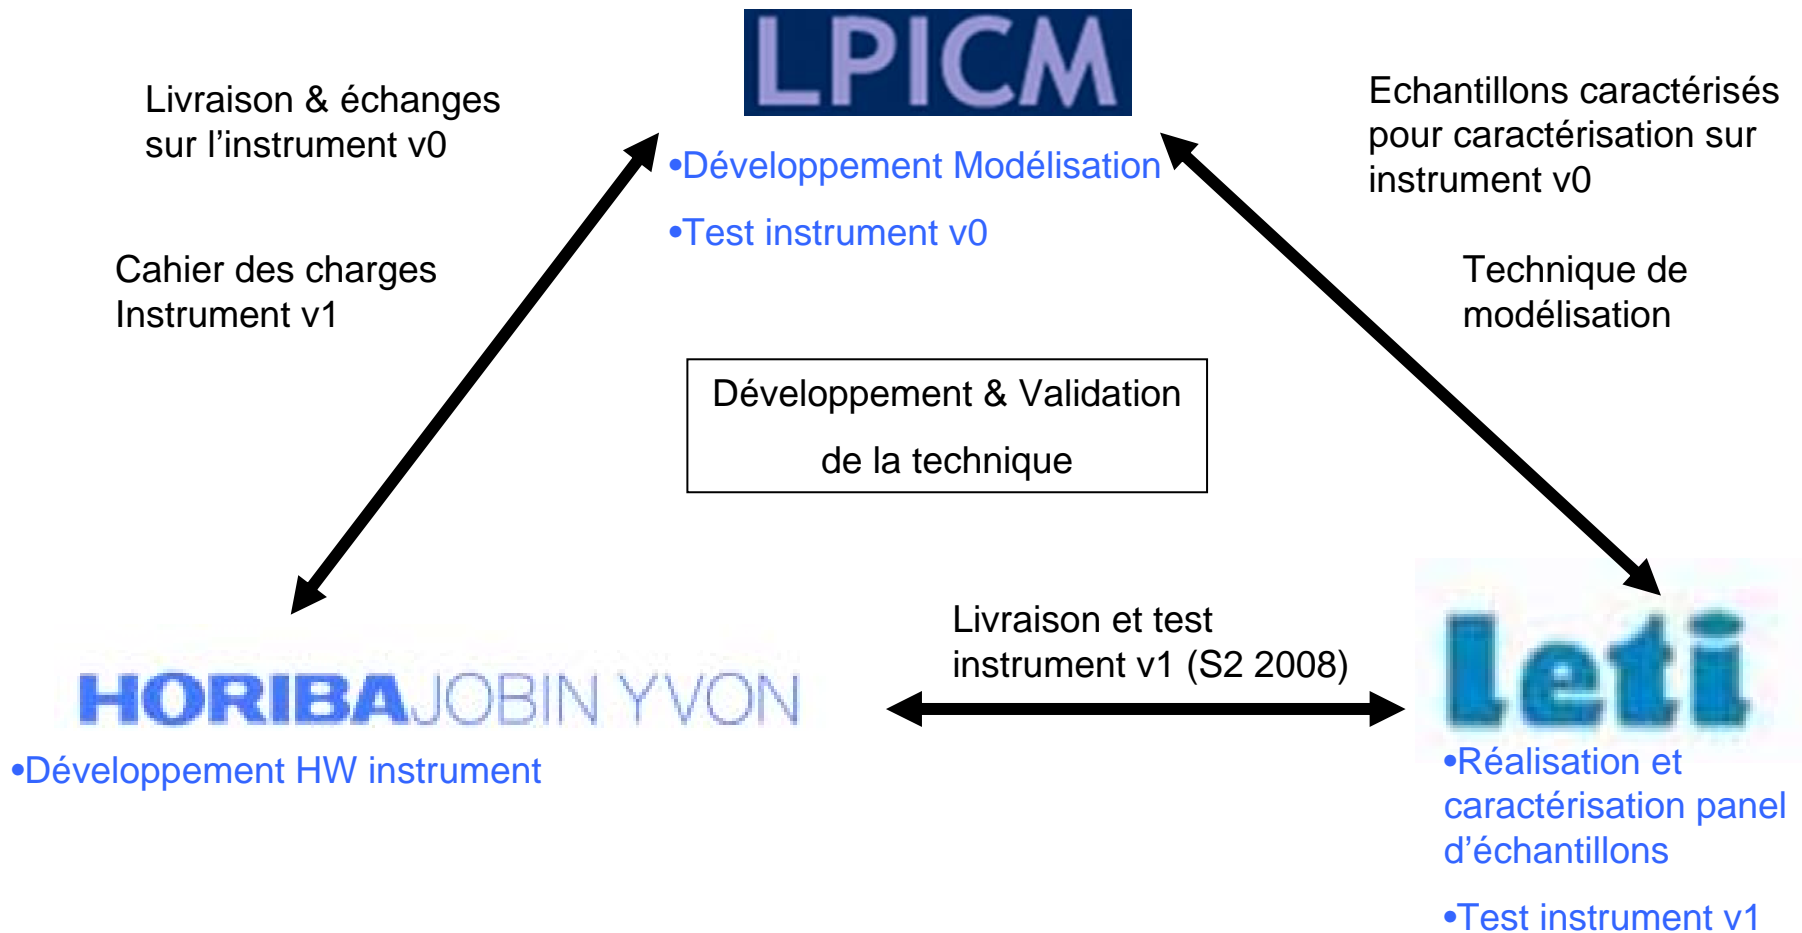 LPICM
Livraison & échanges
sur l'instrument v0
Echantillons caractérisés
pour caractérisation sur
instrument v0
•Développement Modélisation
•Test instrument v0
Cahier des charges
Instrument v1
Technique de
modélisation
Développement & Validation
de la technique
Livraison et test
instrument v1 (S2 2008)
HORIBAJOBIN YVON
leti
•Développement HW instrument
•Réalisation et
caractérisation panel
d'échantillons
•Test instrument v1